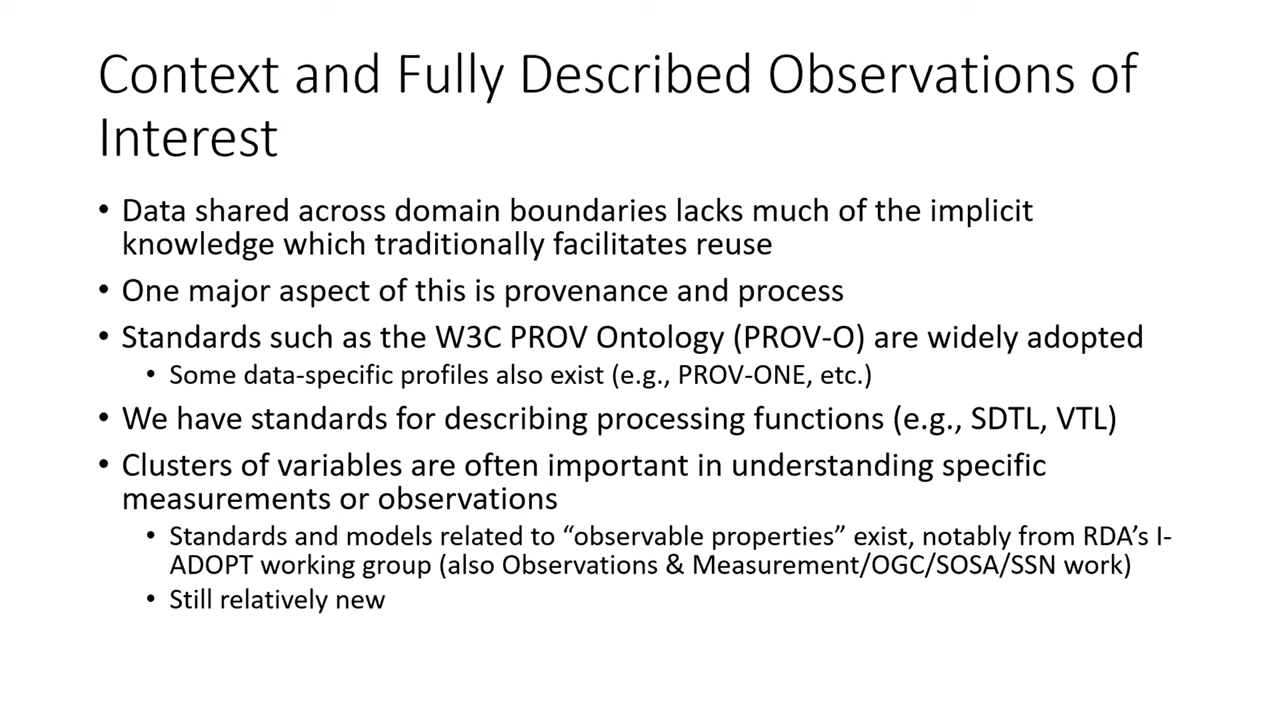 Context and Fully Described Observations of
Interest
• Data shared across domain boundaries lacks much of the implicit
knowledge which traditionally facilitates reuse
• One major aspect of this is provenance and process
• Standards such as the W3C PROV Ontology (PROV-O) are widely adopted
• Some data-specific profiles also exist (e.g., PROV-ONE, etc.)
• We have standards for describing processing functions (e.g., SDTL, VTL)
• Clusters of variables are often important in understanding specific
measurements or observations
• Standards and models related to “observable properties” exist, notably from RDA’s I-
ADOPT working group (also Observations & Measurement/OGC/SOSA/SSN work)
• Still relatively new